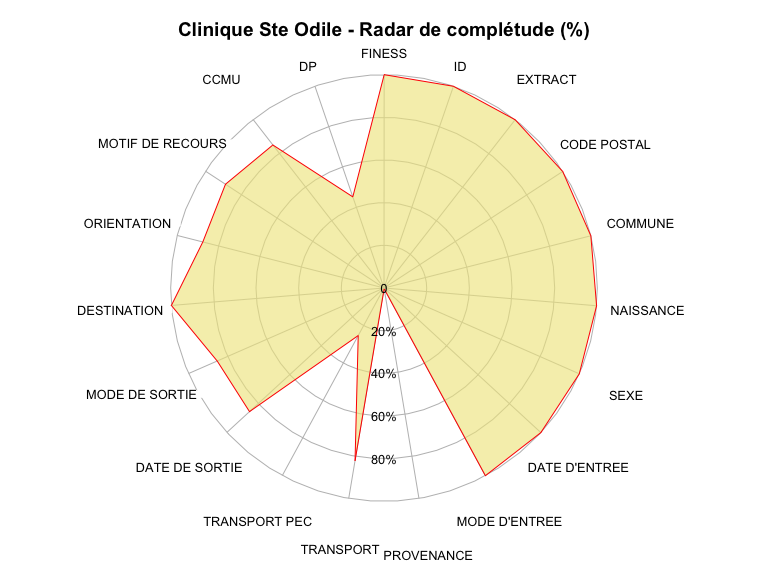 Clinique Ste Odile - Radar de complétude (%)
FINESS
ID
EXTRACT
CODE POSTAL
COMMUNE
NAISSANCE
SEXE
DATE D'ENTREE
MODE D'ENTREE
PROVENANCE
TRANSPORT
TRANSPORT PEC
DATE DE SORTIE
MODE DE SORTIE
DESTINATION
ORIENTATION
MOTIF DE RECOURS
CCMU
DP
0
20%
40%
60%
80%